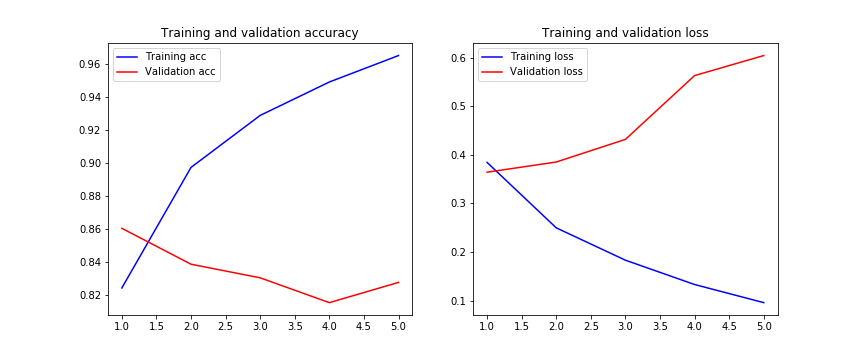 Training and validation accuracy
Training acc
Validation acc
0.96
0.94
0.92
0.90
0.88
0.86
0.84
0.82
1.0 1.5 2.0 2.5 3.0 3.5 4.0 4.5 5.0
Training and validation loss
Training loss
Validation loss
0.6
0.5
0.4
0.3
0.2
0.1
1.0 1.5 2.0 2.5 3.0 3.5 4.0 4.5 5.0